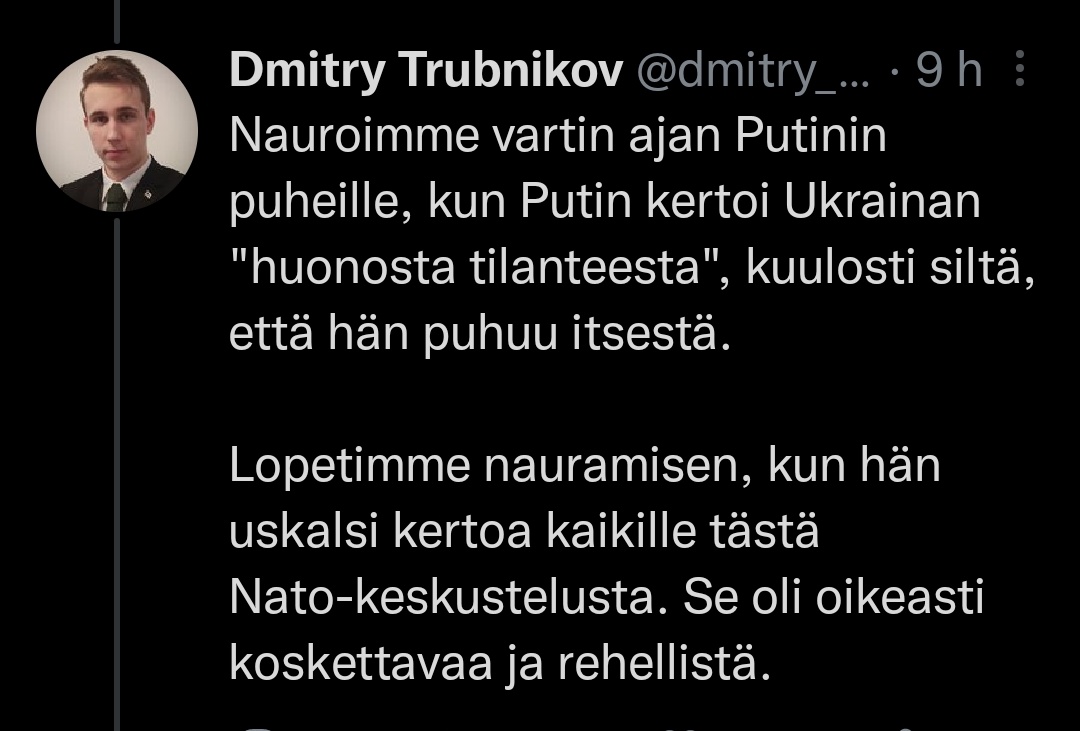 Dmitry Trubnikov @dmitry_... · 9 h
Nauroimme vartin ajan Putinin
puheille, kun Putin kertoi Ukrainan
"huonosta tilanteesta", kuulosti siltä,
että hän puhuu itsestä.
Lopetimme nauramisen, kun hän
uskalsi kertoa kaikille tästä
Nato-keskustelusta. Se oli oikeasti
koskettavaa ja rehellistä.